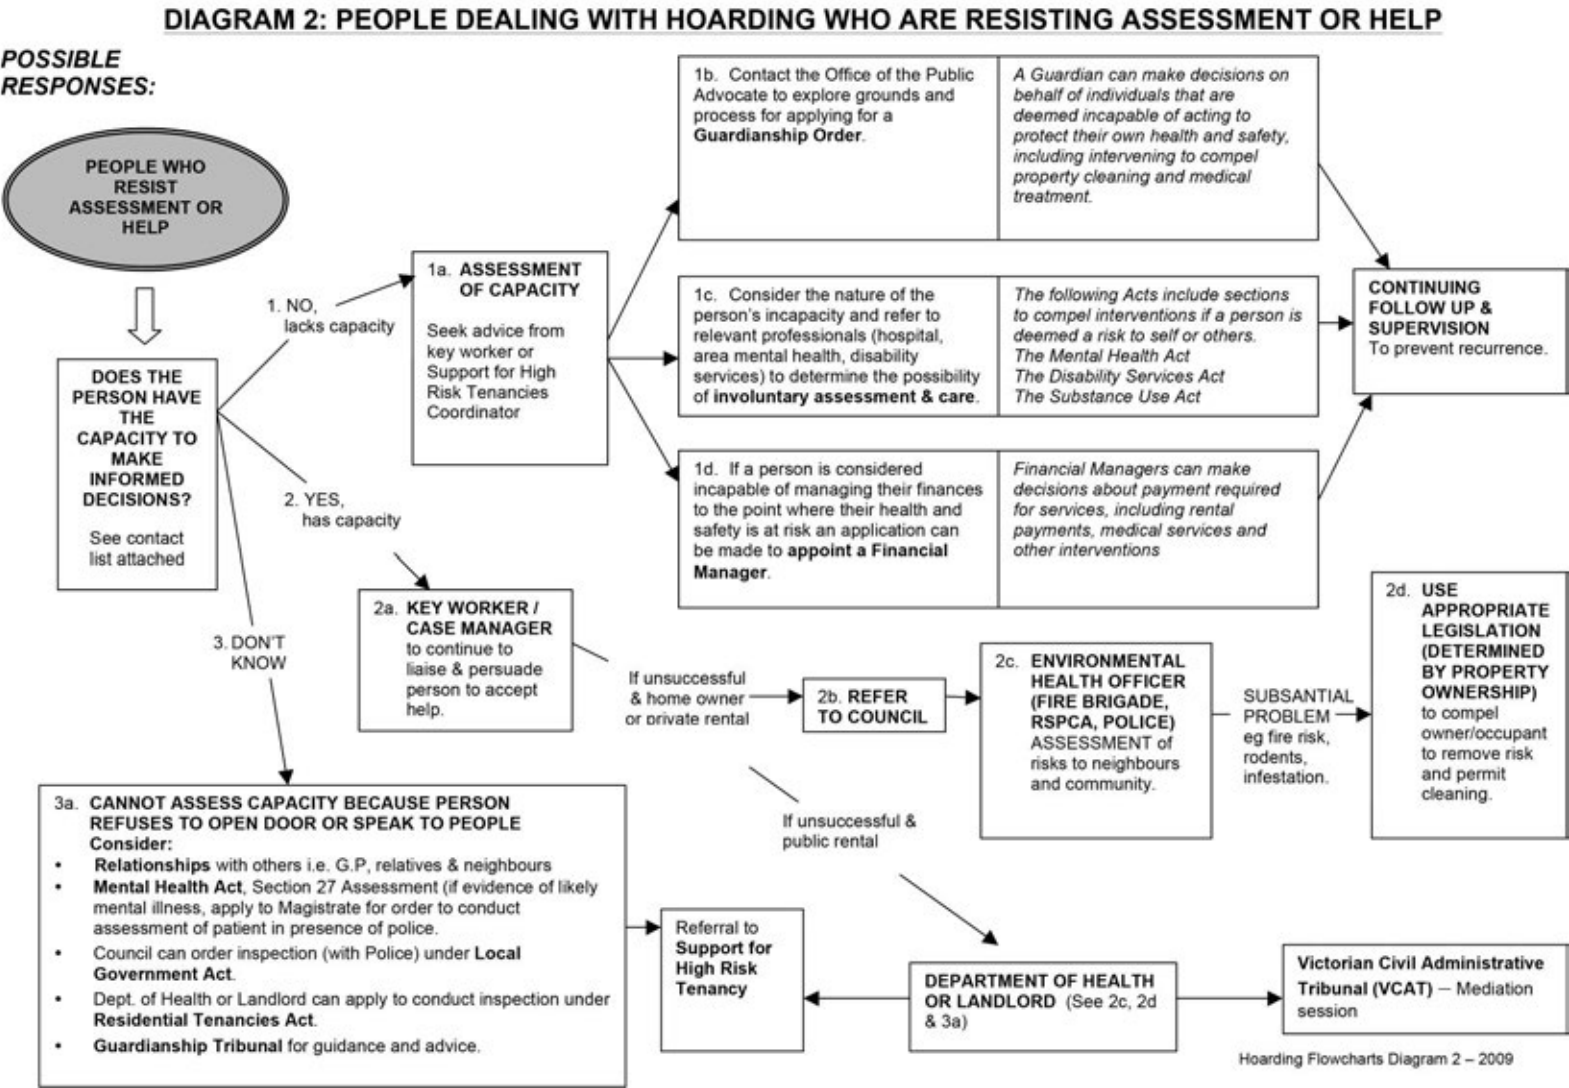 DIAGRAM 2: PEOPLE DEALING WITH HOARDING WHO ARE RESISTING ASSESSMENT OR HELP
POSSIBLE
RESPONSES:
PEOPLE WHO
RESIST
ASSESSMENT OR
HELP
DOES THE
PERSON HAVE
THE
CAPACITY TO
MAKE
INFORMED
DECISIONS?
See contact
list attached
1. NO,
lacks capacity
1a. ASSESSMENT
OF CAPACITY
Seek advice from
key worker or
Support for High
Risk Tenancies
Coordinator
1b. Contact the Office of the Public
Advocate to explore grounds and
process for applying for a
Guardianship Order.
A Guardian can make decisions on
behalf of individuals that are
deemed incapable of acting to
protect their own health and safety,
including intervening to compel
property cleaning and medical
treatment.
1c. Consider the nature of the
person's incapacity and refer to
relevant professionals (hospital,
area mental health, disability
services) to determine the possibility
of involuntary assessment & care.
The following Acts include sections
to compel interventions if a person is
deemed a risk to self or others.
The Mental Health Act
The Disability Services Act
The Substance Use Act
1d. If a person is considered
incapable of managing their finances
to the point where their health and
safety is at risk an application can
be made to appoint a Financial
Manager.
Financial Managers can make
decisions about payment required
for services, including rental
payments, medical services and
other interventions
CONTINUING
FOLLOW UP &
SUPERVISION
To prevent recurrence.
2. YES,
has capacity
2a. KEY WORKER /
CASE MANAGER
to continue to
liaise & persuade
person to accept
help.
If unsuccessful
& home owner
or private rental
2b. REFER
TO COUNCIL
2c. ENVIRONMENTAL
HEALTH OFFICER
(FIRE BRIGADE,
RSPCA, POLICE)
ASSESSMENT of
risks to neighbours
and community.
SUBSANTIAL
PROBLEM
eg fire risk,
rodents,
infestation.
2d. USE
APPROPRIATE
LEGISLATION
(DETERMINED
BY PROPERTY
OWNERSHIP)
to compel
owner/occupant
to remove risk
and permit
cleaning.
If unsuccessful &
public rental
3. DON'T
KNOW
3a. CANNOT ASSESS CAPACITY BECAUSE PERSON
REFUSES TO OPEN DOOR OR SPEAK TO PEOPLE
Consider:
• Relationships with others i.e. G.P, relatives & neighbours
• Mental Health Act, Section 27 Assessment (if evidence of likely
mental illness, apply to Magistrate for order to conduct
assessment of patient in presence of police.
• Council can order inspection (with Police) under Local
Government Act.
• Dept. of Health or Landlord can apply to conduct inspection under
Residential Tenancies Act.
• Guardianship Tribunal for guidance and advice.
Referral to
Support for
High Risk
Tenancy
DEPARTMENT OF HEALTH
OR LANDLORD (See 2c, 2d
& 3a)
Victorian Civil Administrative
Tribunal (VCAT) – Mediation
session
Hoarding Flowcharts Diagram 2 – 2009